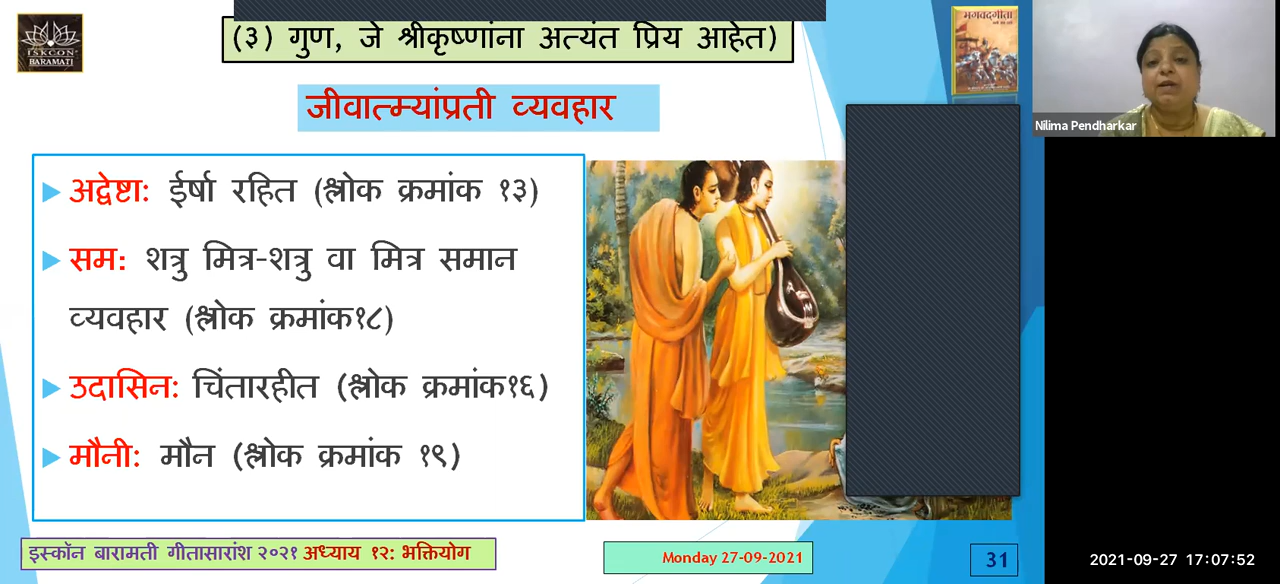 ISKCON
BARAMATI
(३) गुण, जे श्रीकृष्णांना अत्यंत प्रिय आहेत)
जीवात्म्यांप्रती व्यवहार
अद्वेष्टा: ईर्षा रहित (श्लोक क्रमांक १३)
सम: शत्रु मित्र-शत्रु वा मित्र समान
व्यवहार (श्लोक क्रमांक१८)
उदासिन: चिंतारहीत (श्लोक क्रमांक१६)
मौनी: मौन (श्लोक क्रमांक १९)
भगवद्गीता
Nilima Pendharkar
इस्कॉन बारामती गीतासारांश २०२१ अध्याय १२: भक्तियोग
Monday 27-09-2021
31
2021-09-27 17:07:52